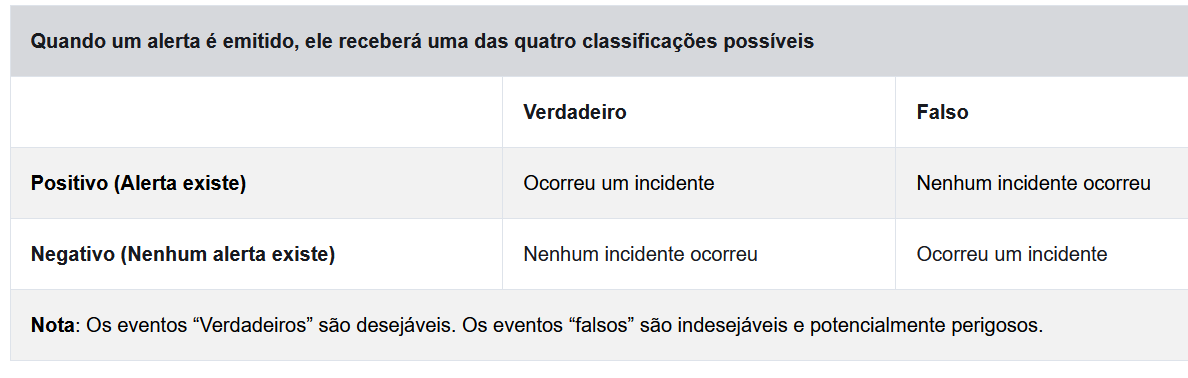 Quando um alerta é emitido, ele receberá uma das quatro classificações possíveis
Verdadeiro Falso
Positivo (Alerta existe) Ocorreu um incidente Nenhum incidente ocorreu
Negativo (Nenhum alerta existe) Nenhum incidente ocorreu Ocorreu um incidente
Nota: Os eventos “Verdadeiros” são desejáveis. Os eventos “falsos” são indesejáveis e potencialmente perigosos.